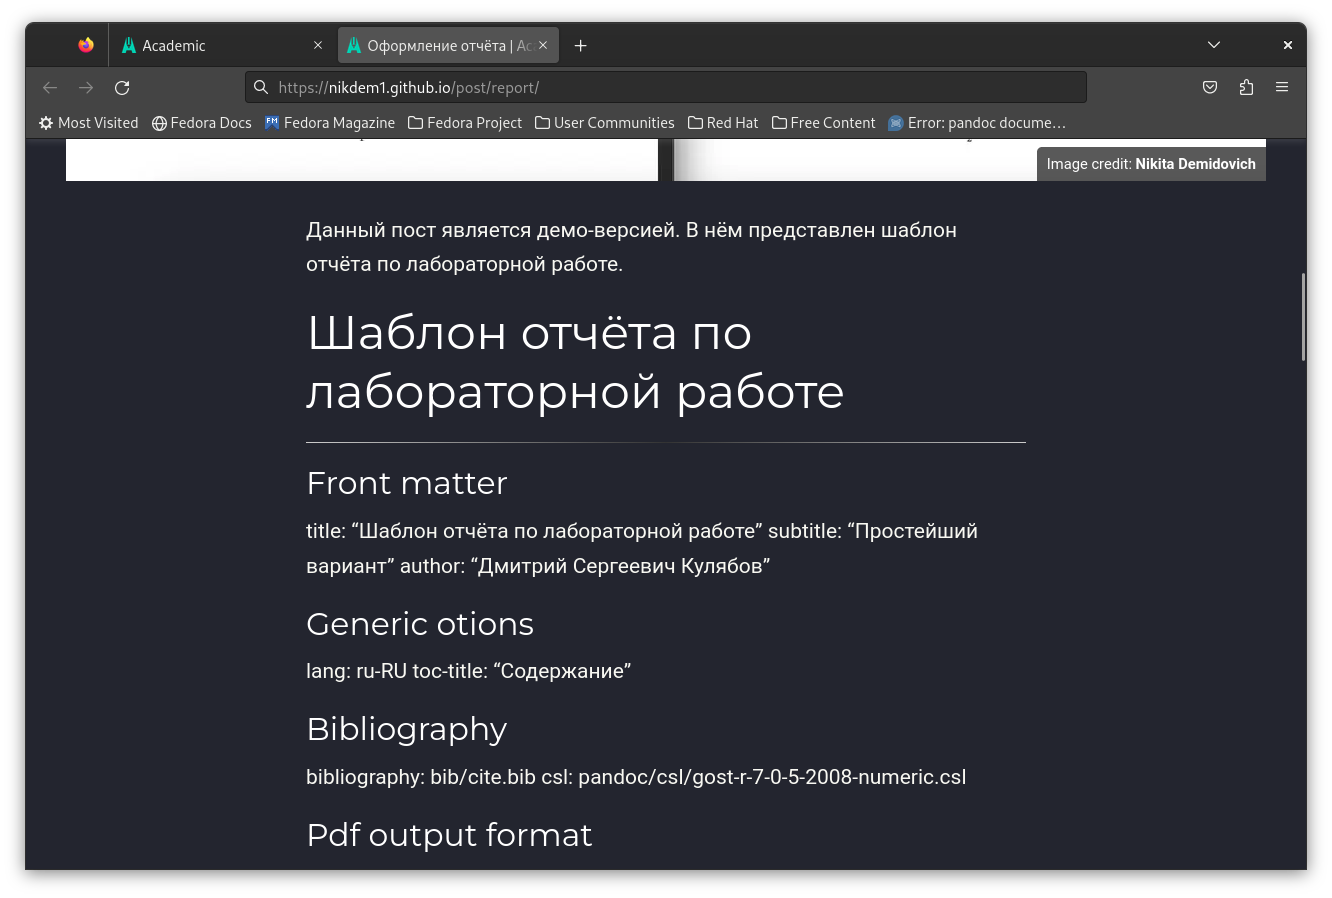 Academic
Оформление отчёта | Ac
https://nikdem1.github.io/post/report/
Most Visited
Fedora Docs
FM
Fedora Magazine
Fedora Project
User Communities
Red Hat
Free Content
Error: pandoc docume…
Image credit: Nikita Demidovich
Данный пост является демо-версией. В нём представлен шаблон
отчёта по лабораторной работе.
Шаблон отчёта по
лабораторной работе
Front matter
title: “Шаблон отчёта по лабораторной работе” subtitle: “Простейший
вариант” author: “Дмитрий Сергеевич Кулябов”
Generic otions
lang: ru-RU toc-title: “Содержание”
Bibliography
bibliography: bib/cite.bib csl: pandoc/csl/gost-r-7-0-5-2008-numeric.csl
Pdf output format